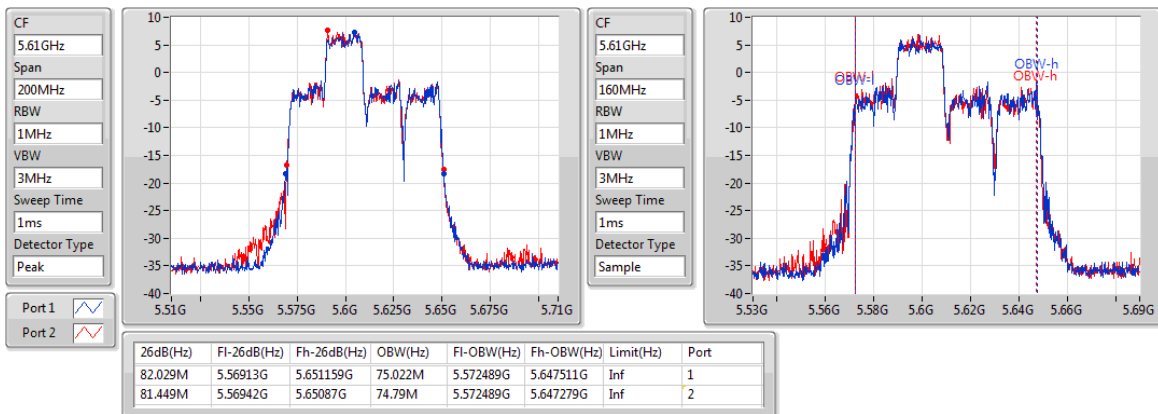 CF
5.61GHz
Span
200MHz
RBW
1MHz
VBW
3MHz
Sweep Time
1ms
Detector Type
Peak
Port 1
Port 2
10
5
0
-5
-10
-15
-20
-25
-30
-35
-40
5.51G 5.55G 5.575G 5.6G 5.625G 5.65G 5.675G 5.71G
CF
5.61GHz
Span
160MHz
RBW
1MHz
VBW
3MHz
Sweep Time
1ms
Detector Type
Sample
10
5
0
-5
-10
-15
-20
-25
-30
-35
-40
OBW-l
OBW-l
OBW-h
OBW-h
5.53G 5.56G 5.58G 5.6G 5.62G 5.64G 5.66G 5.69G
26dB(Hz) Fl-26dB(Hz) Fh-26dB(Hz) OBW(Hz) Fl-OBW(Hz) Fh-OBW(Hz) Limit(Hz) Port
82.029M 5.56913G 5.651159G 75.022M 5.572489G 5.647511G Inf 1
81.449M 5.56942G 5.65087G 74.79M 5.572489G 5.647279G Inf 2